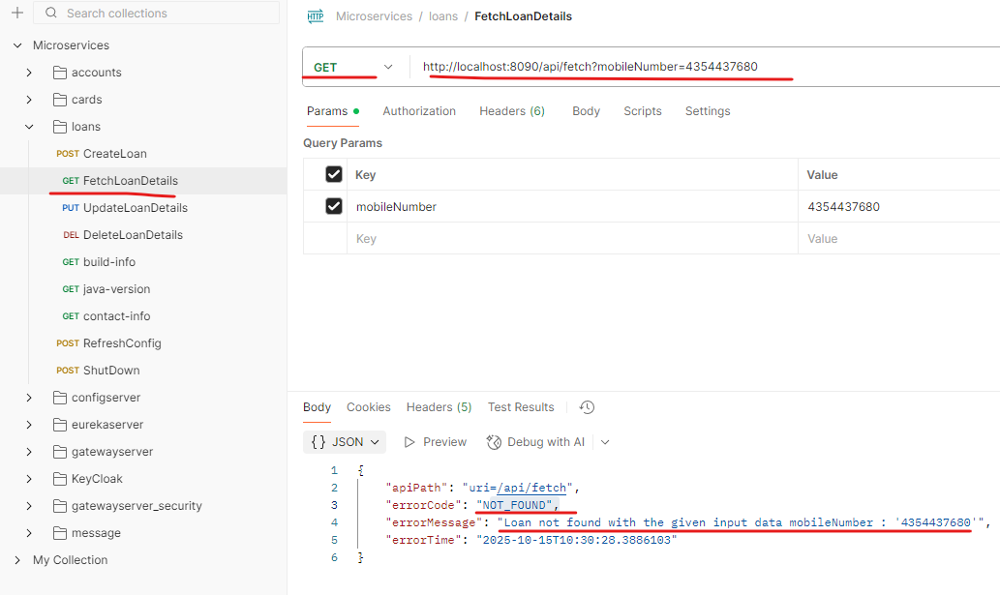 Search collections
Microservices
accounts
cards
loans
POST CreateLoan
GET FetchLoanDetails
PUT UpdateLoanDetails
DEL DeleteLoanDetails
GET build-info
GET java-version
GET contact-info
POST RefreshConfig
POST ShutDown
configserver
eurekaserver
gatewayserver
KeyCloak
gatewayserver_security
message
My Collection
HTTP Microservices / loans / FetchLoanDetails
GET http://localhost:8090/api/fetch?mobileNumber=4354437680
Params Authorization Headers (6) Body Scripts Settings
Query Params
Key Value
mobileNumber 4354437680
Key Value
Body Cookies Headers (5) Test Results
{} JSON Preview Debug with AI
1 {
2 "apiPath": "uri=/api/fetch",
3 "errorCode": "NOT_FOUND",
4 "errorMessage": "Loan not found with the given input data mobileNumber : '4354437680'",
5 "errorTime": "2025-10-15T10:30:28.3886103"
6 }